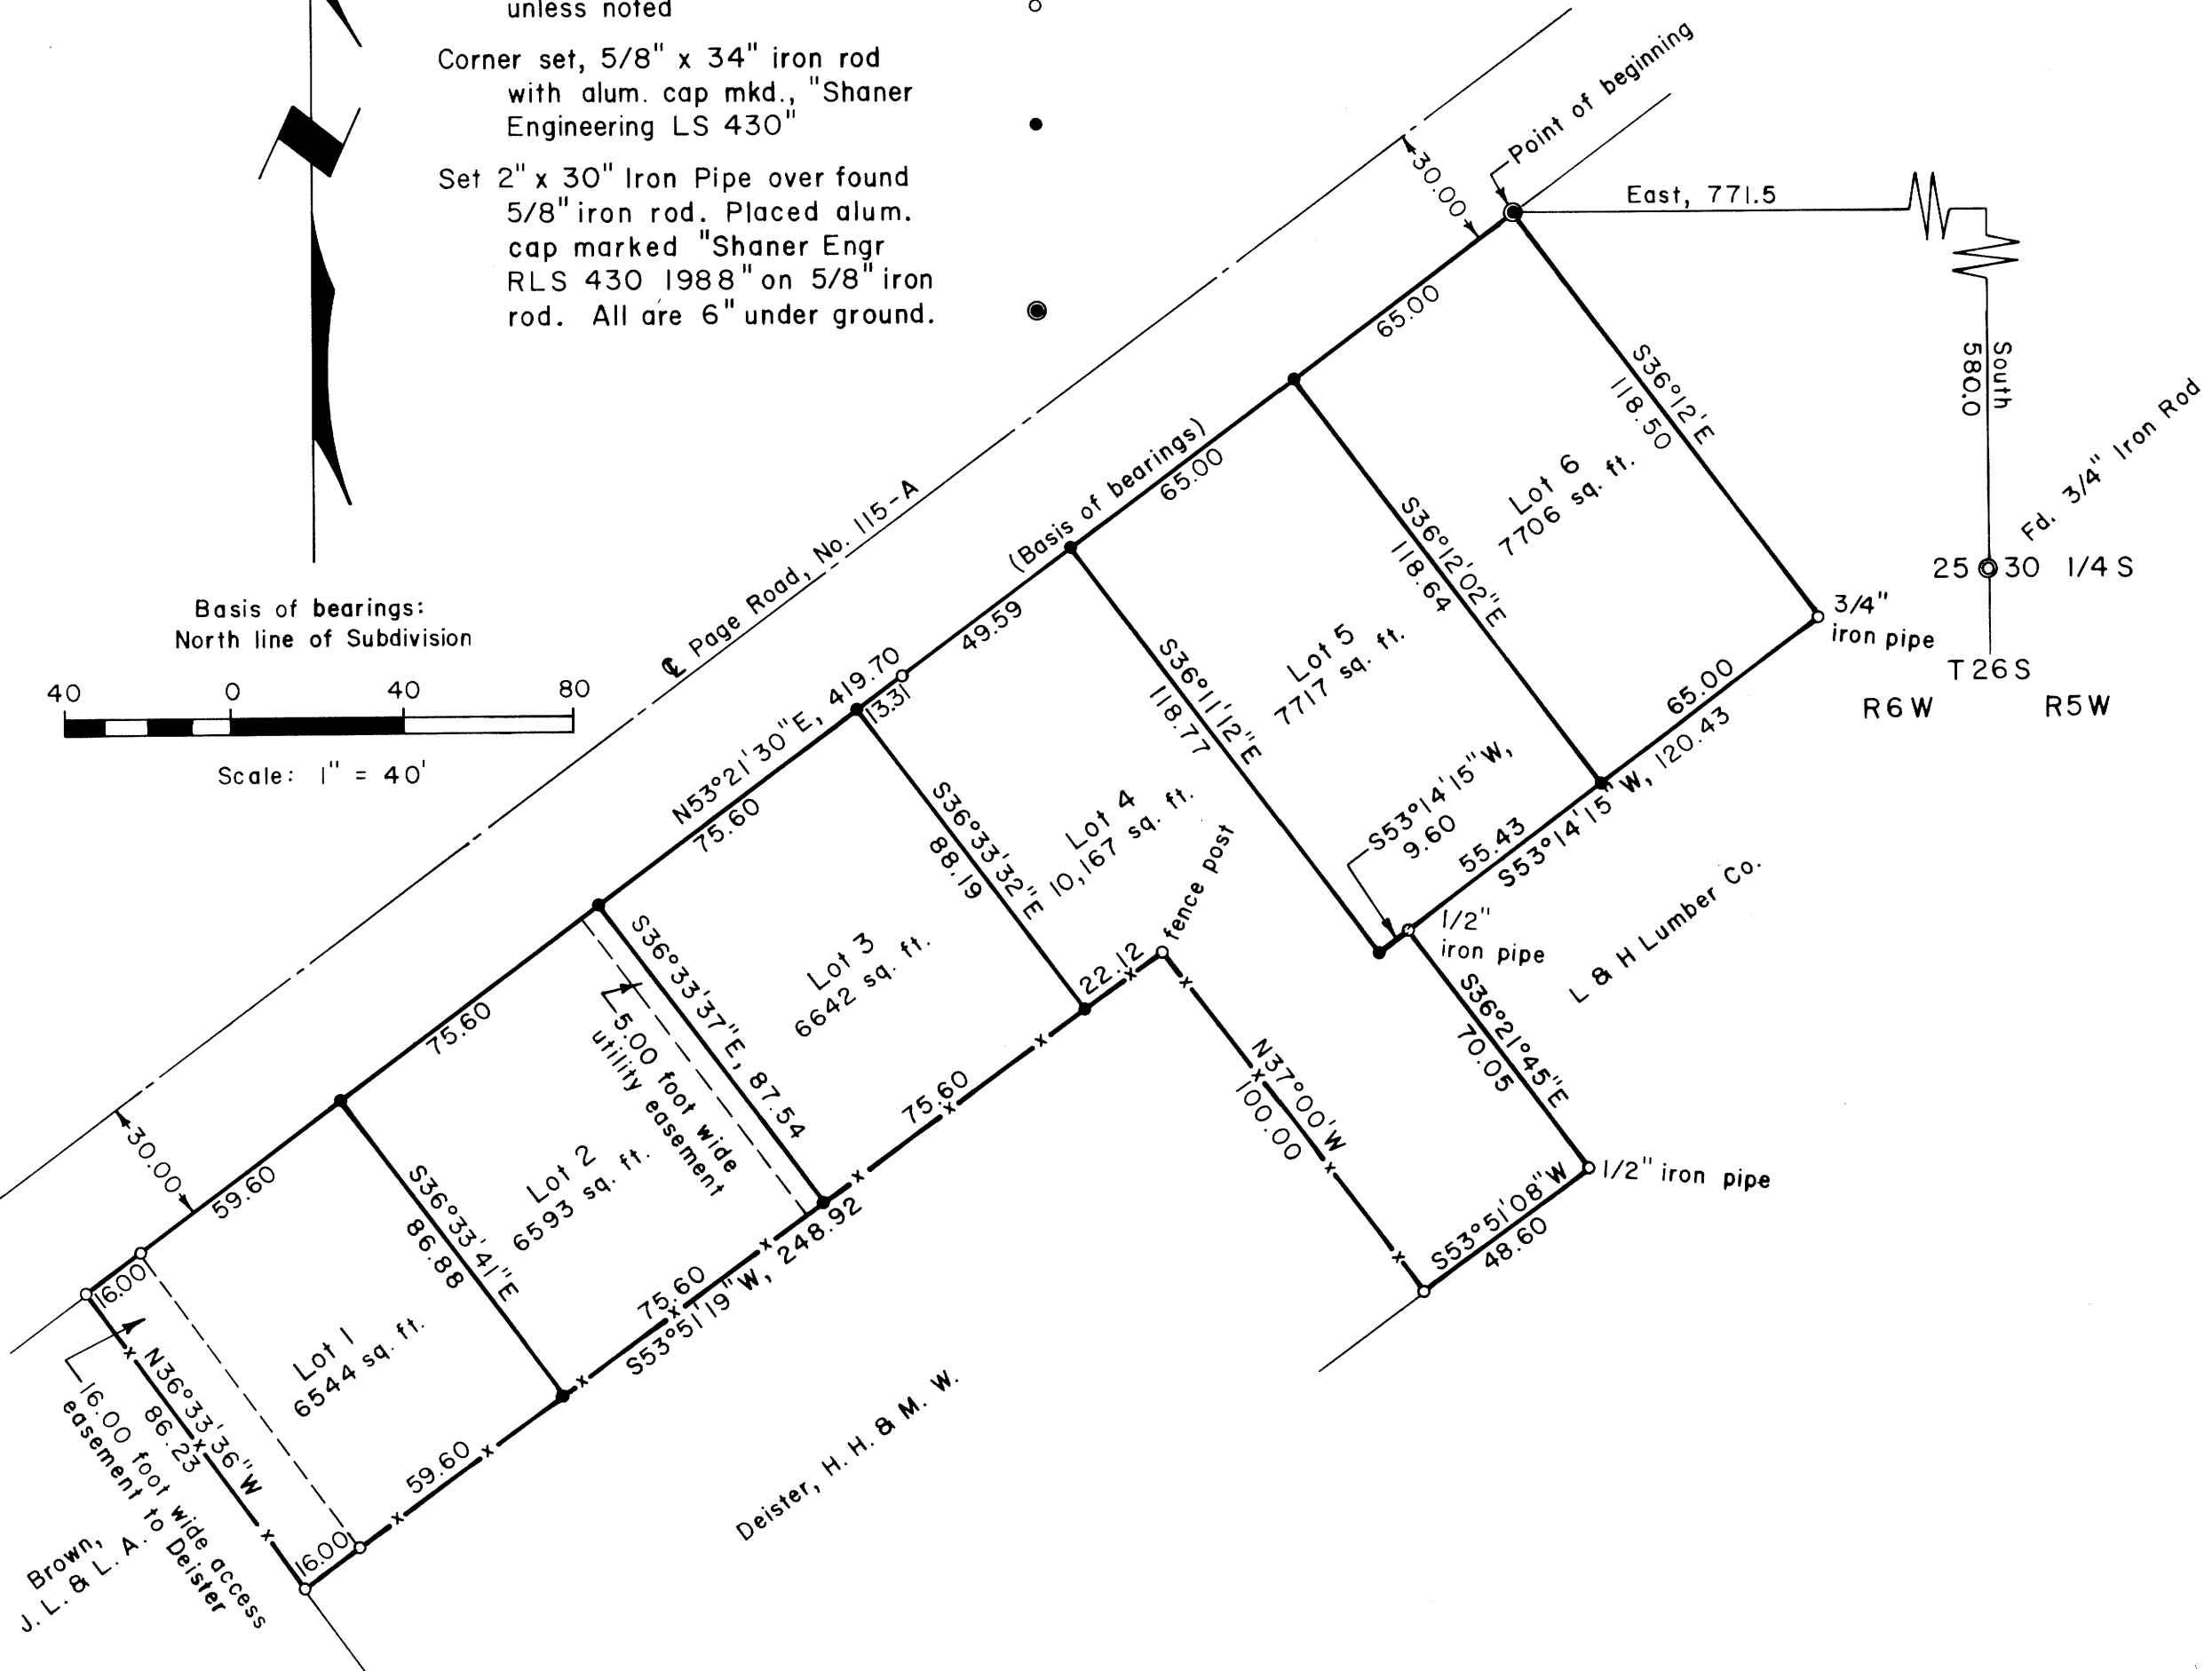 unless noted
Corner set, 5/8" x 34" iron rod
with alum. cap mkd., "Shaner
Engineering LS 430"
Set 2" x 30" Iron Pipe over found
5/8" iron rod. Placed alum.
cap marked "Shaner Engr
RLS 430 1988" on 5/8" iron
rod. All are 6" under ground.
Basis of bearings:
North line of Subdivision
40 0 40 80
Scale: 1" = 40'
℄ Page Road, No. 115-A
30.00
Point of beginning
East, 771.5
South
580.0
Fd. 3/4" Iron Rod
25 30 1/4 S
T 26 S
R 6 W R 5 W
65.00
S36°12'E
118.50
Lot 6
7706 sq. ft.
3/4"
iron pipe
65.00
S53°14'15"W, 120.43
(Basis of bearings)
65.00
S36°12'02"E
118.64
Lot 5
7717 sq. ft.
S53°14'15"W,
9.60
55.43
1/2"
iron pipe
L & H Lumber Co.
49.59
13.31
S36°11'12"E
118.77
Lot 4
10,167 sq. ft.
fence post
22.12
N37°00'W
100.00
S36°21'45"E
70.05
1/2" iron pipe
S53°51'08"W
48.60
N53°21'30"E, 419.70
75.60
S36°33'32"E
88.19
Lot 3
6642 sq. ft.
75.60
S36°33'37"E, 87.54
5.00 foot wide
utility easement
75.60
Lot 2
6593 sq. ft.
75.60
S53°51'19"W, 248.92
S36°33'41"E
86.88
30.00
59.60
16.00
Lot 1
6544 sq. ft.
59.60
16.00
N36°33'36"W
86.23
16.00 foot wide access
easement to Deister
Brown,
J. L. & L. A.
Deister, H. H. & M. W.